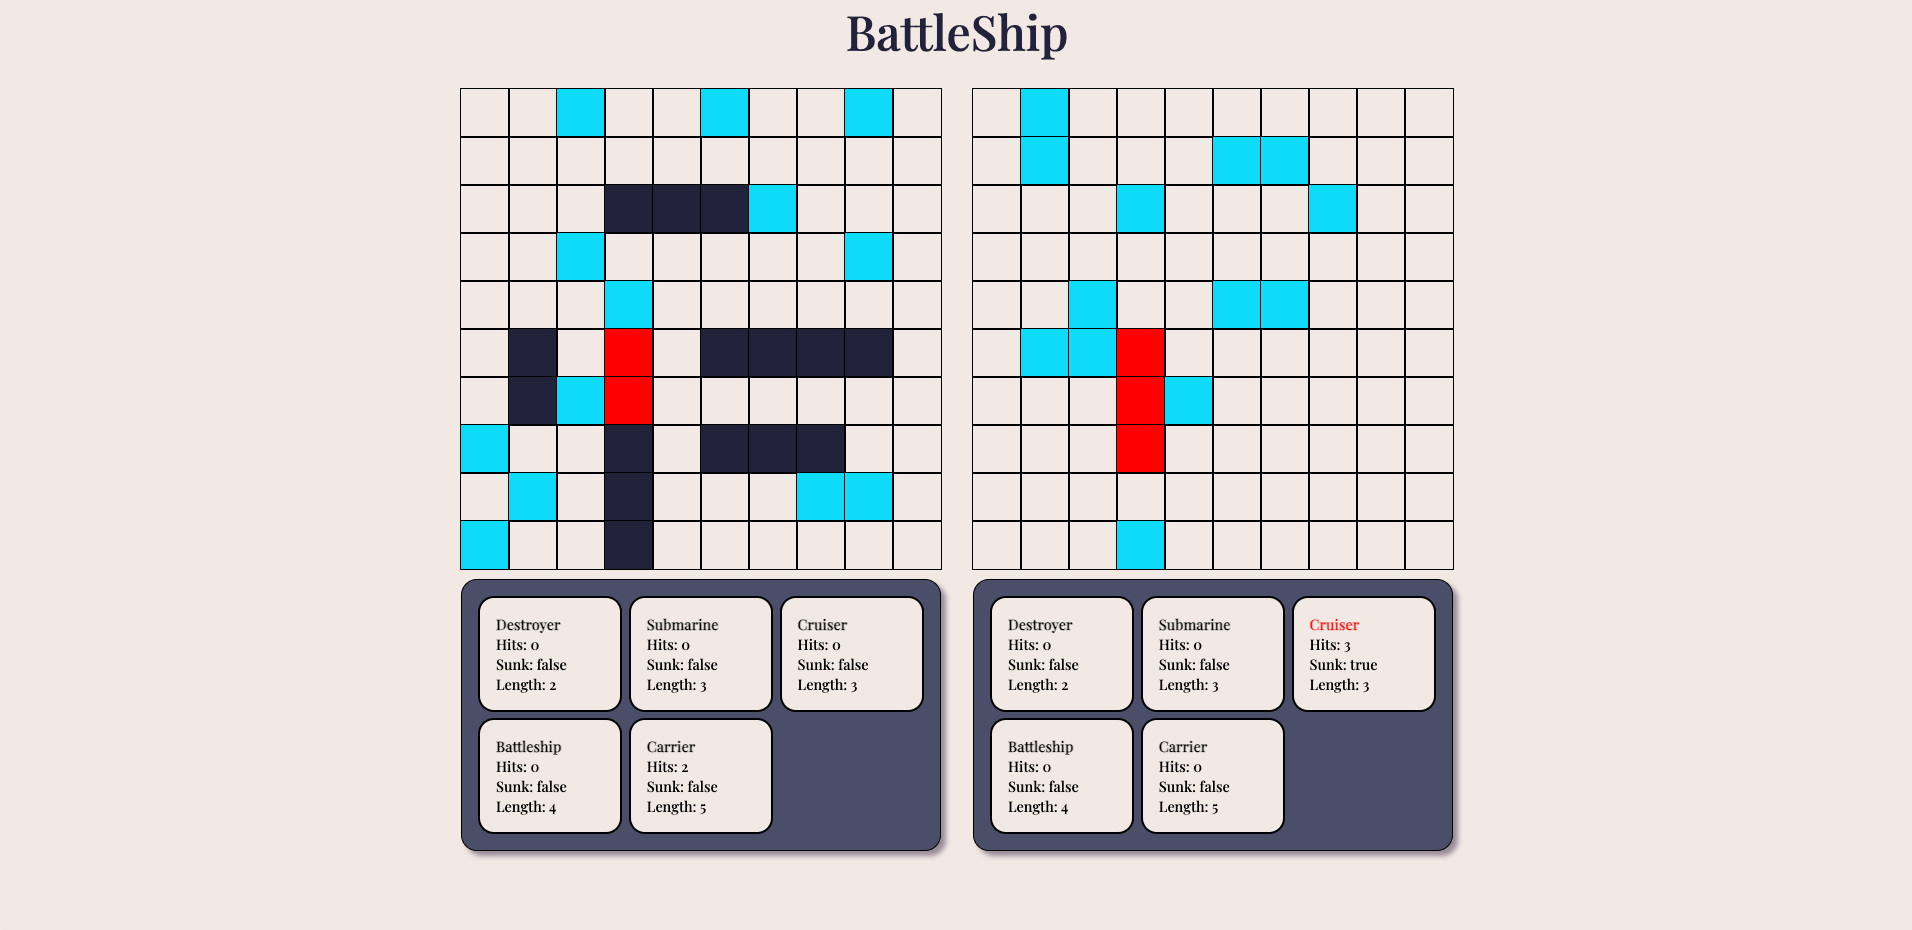 BattleShip
Destroyer
Hits: 0
Sunk: false
Length: 2
Submarine
Hits: 0
Sunk: false
Length: 3
Cruiser
Hits: 0
Sunk: false
Length: 3
Battleship
Hits: 0
Sunk: false
Length: 4
Carrier
Hits: 2
Sunk: false
Length: 5
Destroyer
Hits: 0
Sunk: false
Length: 2
Submarine
Hits: 0
Sunk: false
Length: 3
Cruiser
Hits: 3
Sunk: true
Length: 3
Battleship
Hits: 0
Sunk: false
Length: 4
Carrier
Hits: 0
Sunk: false
Length: 5